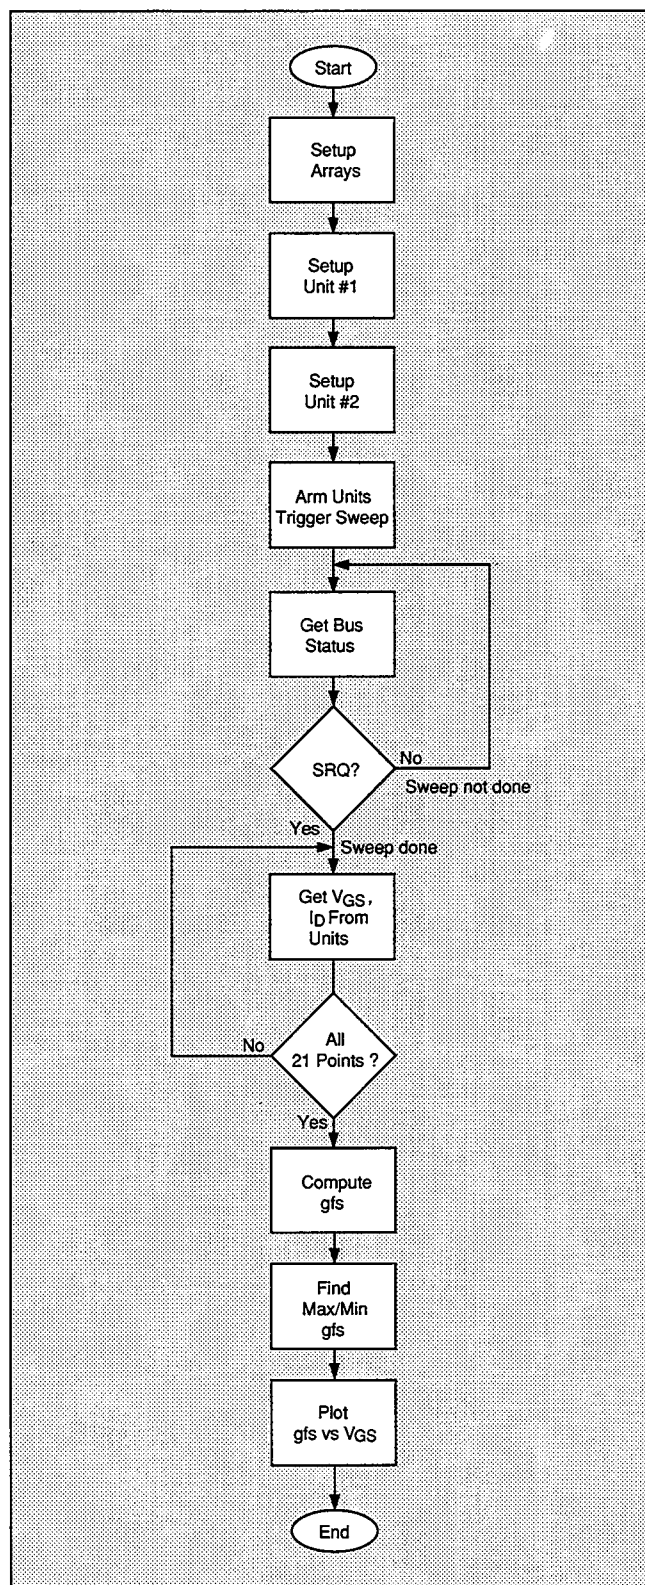 Start
Setup
Arrays
Setup
Unit #1
Setup
Unit #2
Arm Units
Trigger Sweep
Get Bus
Status
SRQ?
No
Sweep not done
Yes
Sweep done
Get VGS,
ID From
Units
All
21 Points ?
No
Yes
Compute
gfs
Find
Max/Min
gfs
Plot
gfs vs VGS
End